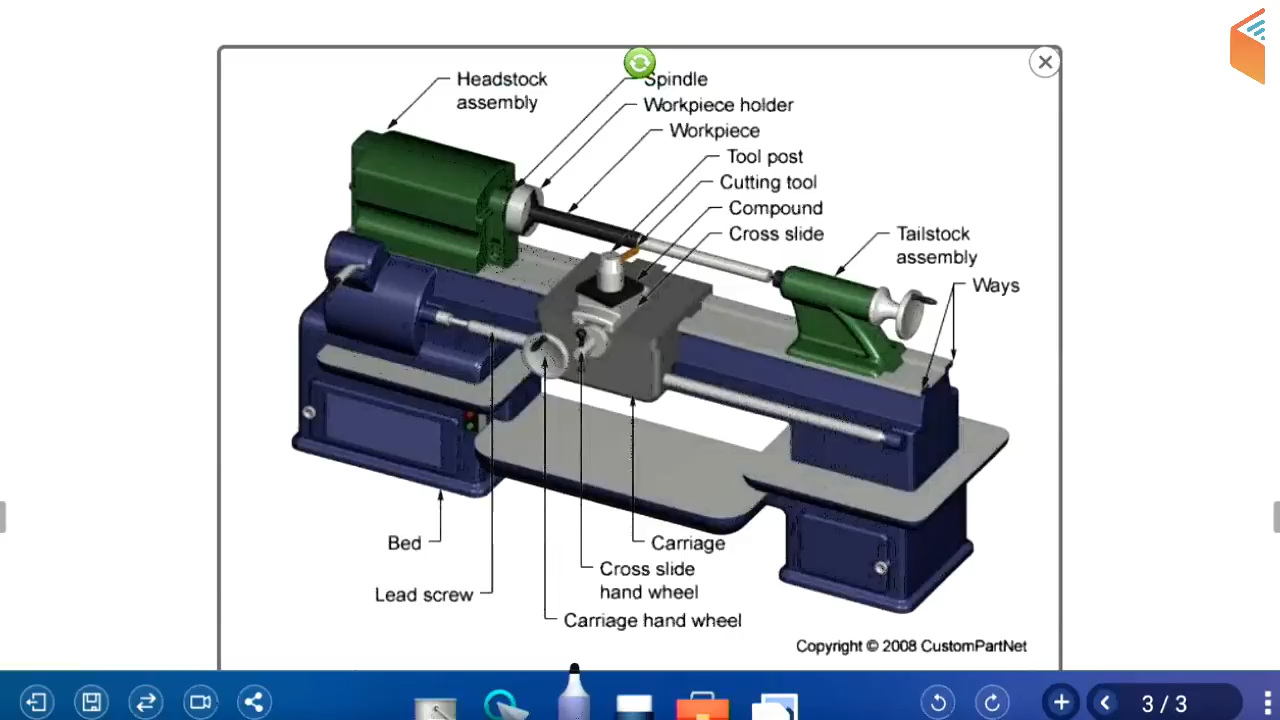 Headstock
assembly
Spindle
Workpiece holder
Workpiece
Tool post
Cutting tool
Compound
Cross slide
Tailstock
assembly
Ways
Bed
Carriage
Cross slide
hand wheel
Lead screw
Carriage hand wheel
Copyright © 2008 CustomPartNet
3 / 3